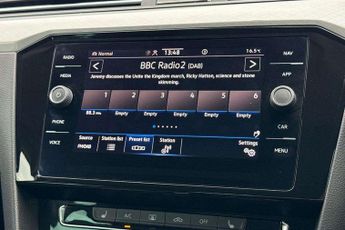 RADIO
MEDIA
PHONE
VOICE
Normal
13:48
16.5°C
BBC Radio2 (DAB)
Jeremy discusses the Unite the Kingdom march, Ricky Hatton, science and stone skimming.
1 2 3 4 5 6
88.3 MHz Empty Empty Empty Empty Empty
Source Station list Preset list Station Settings
FM DAB
NAV
APP
CAR
MENU
A/C